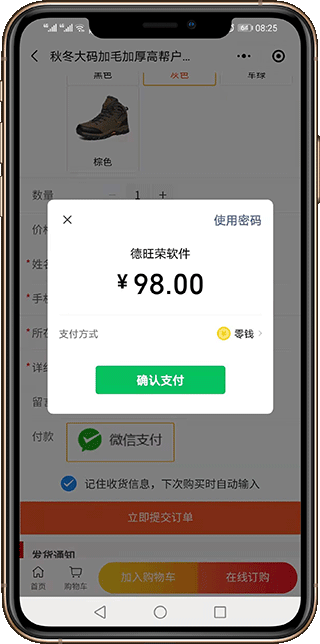 08:25
秋冬大码加毛加厚高帮户...
黑色
灰色
车球
棕色
数量
1
+
价格
使用密码
德旺荣软件
¥98.00
支付方式
零钱
确认支付
* 姓名
* 手机
* 所在
* 详细
留言
付款
微信支付
记住收货信息，下次购买时自动输入
立即提交订单
发货通知
首页
购物车
加入购物车
在线订购